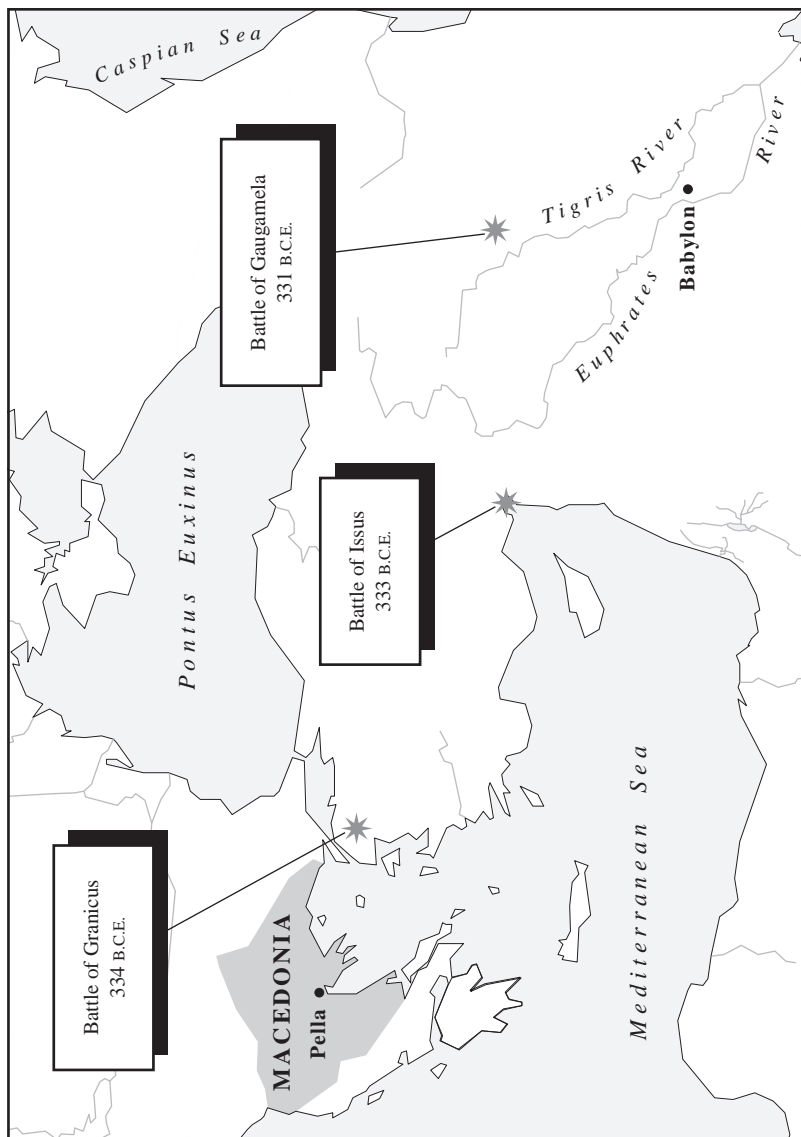 Caspian Sea
Battle of Gaugamela
331 B.C.E.
Tigris River
River
Babylon
Euphrates
Pontus Euxinus
Battle of Issus
333 B.C.E.
Battle of Granicus
334 B.C.E.
MACEDONIA
Pella
Mediterranean Sea